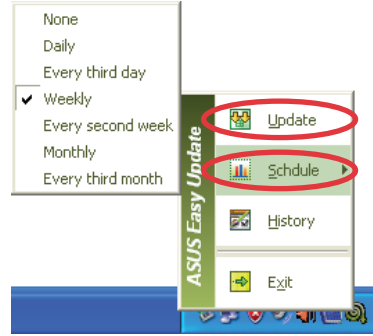 None
Daily
Every third day
Weekly
Every second week
Monthly
Every third month
ASUS Easy Update
Update
Schdule
History
Exit